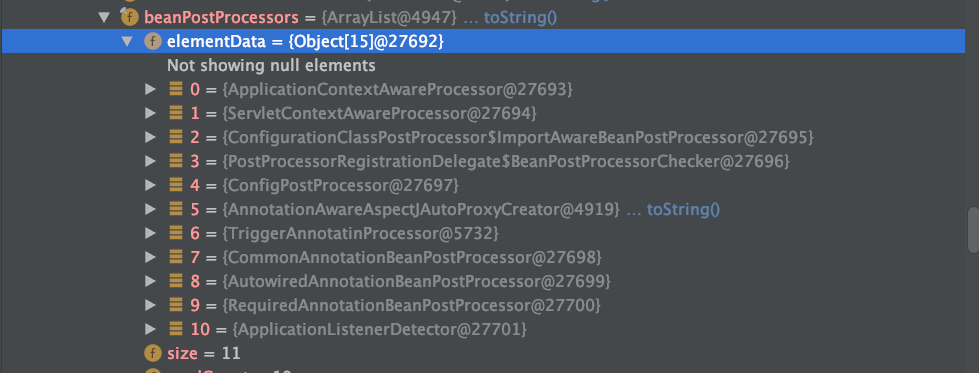 beanPostProcessors = {ArrayList@4947} ... toString()
f elementData = {Object[15]@27692}
Not showing null elements
0 = {ApplicationContextAwareProcessor@27693}
1 = {ServletContextAwareProcessor@27694}
2 = {ConfigurationClassPostProcessor$ImportAwareBeanPostProcessor@27695}
3 = {PostProcessorRegistrationDelegate$BeanPostProcessorChecker@27696}
4 = {ConfigPostProcessor@27697}
5 = {AnnotationAwareAspectJAutoProxyCreator@4919} ... toString()
6 = {TriggerAnnotatinProcessor@5732}
7 = {CommonAnnotationBeanPostProcessor@27698}
8 = {AutowiredAnnotationBeanPostProcessor@27699}
9 = {RequiredAnnotationBeanPostProcessor@27700}
10 = {ApplicationListenerDetector@27701}
f size = 11